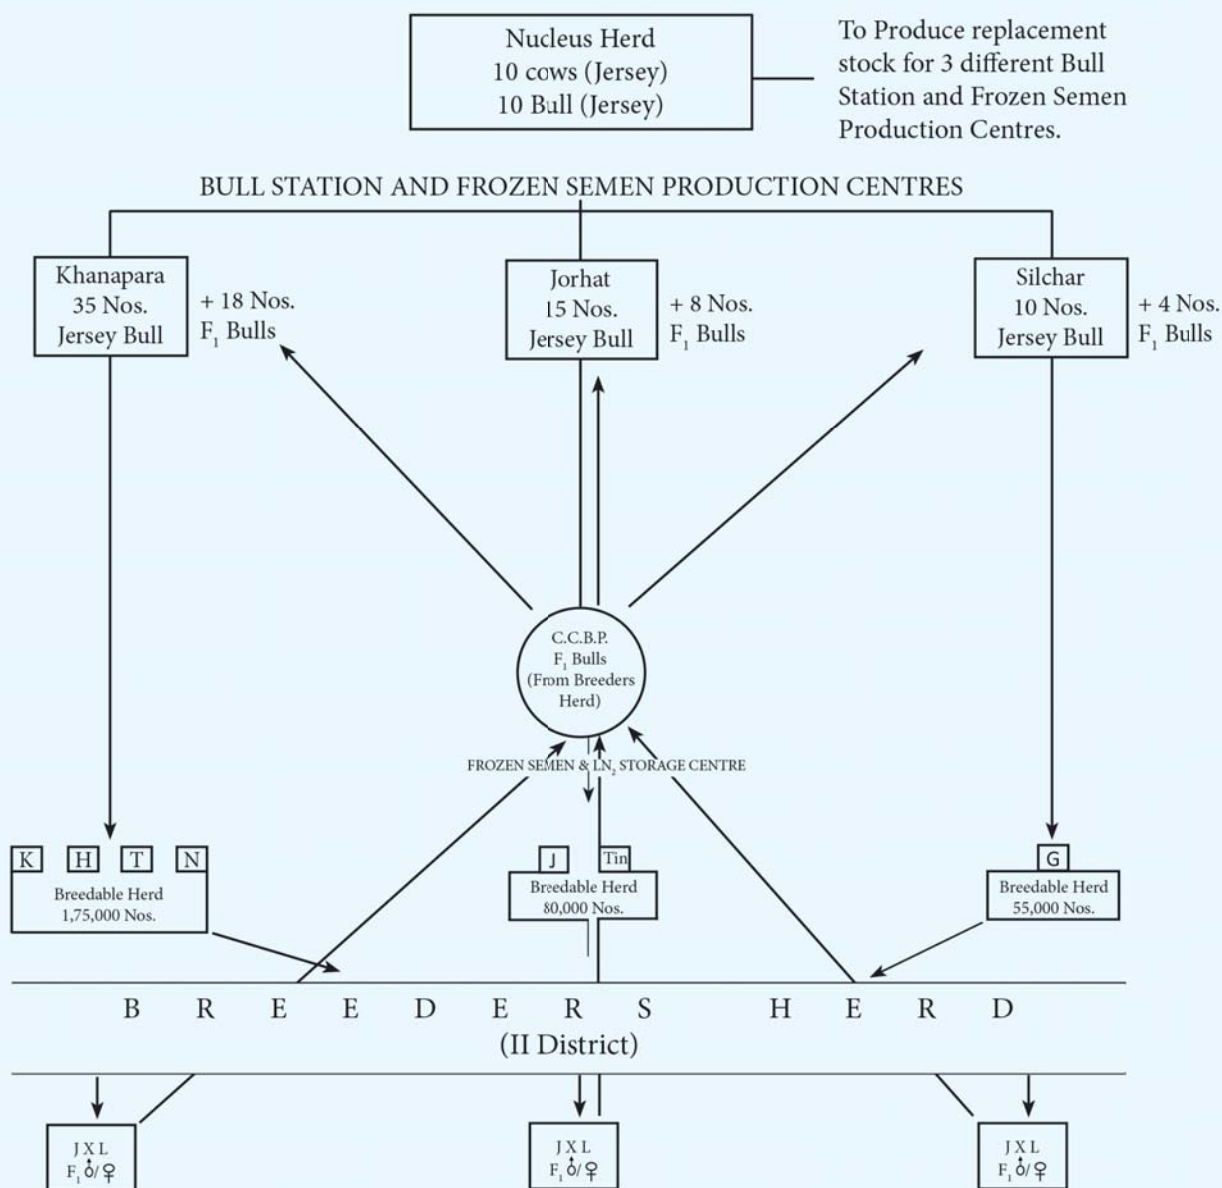 Nucleus Herd
10 cows (Jersey)
10 Bull (Jersey)
To Produce replacement
stock for 3 different Bull
Station and Frozen Semen
Production Centres.
BULL STATION AND FROZEN SEMEN PRODUCTION CENTRES
Khanapara
35 Nos.
Jersey Bull
+ 18 Nos.
F₁ Bulls
Jorhat
15 Nos.
Jersey Bull
+ 8 Nos.
F₁ Bulls
Silchar
10 Nos.
Jersey Bull
+ 4 Nos.
F₁ Bulls
C.C.B.P.
F₁ Bulls
(From Breeders
Herd)
FROZEN SEMEN & LN₂ STORAGE CENTRE
K H T N
Breedable Herd
1,75,000 Nos.
J Tin
Breedable Herd
80,000 Nos.
G
Breedable Herd
55,000 Nos.
B R E E D E R S H E R D
(II District)
J X L
F₁ ♂/♀
J X L
F₁ ♂/♀
J X L
F₁ ♂/♀